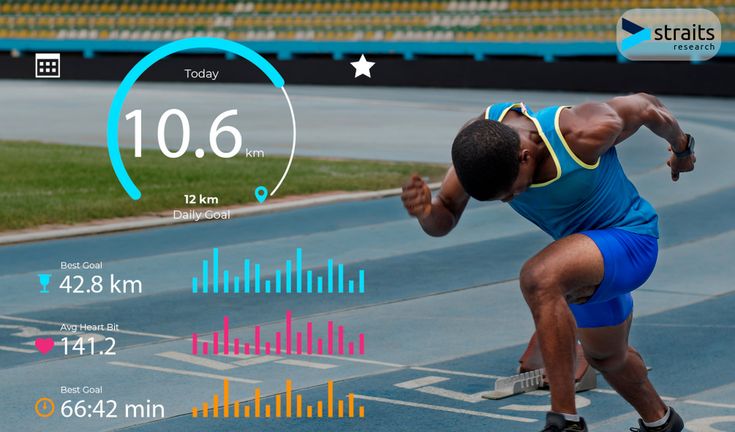 straits
research
Today
10.6 km
12 km
Daily Goal
Best Goal
42.8 km
Avg Heart Bit
141.2
Best Goal
66:42 min